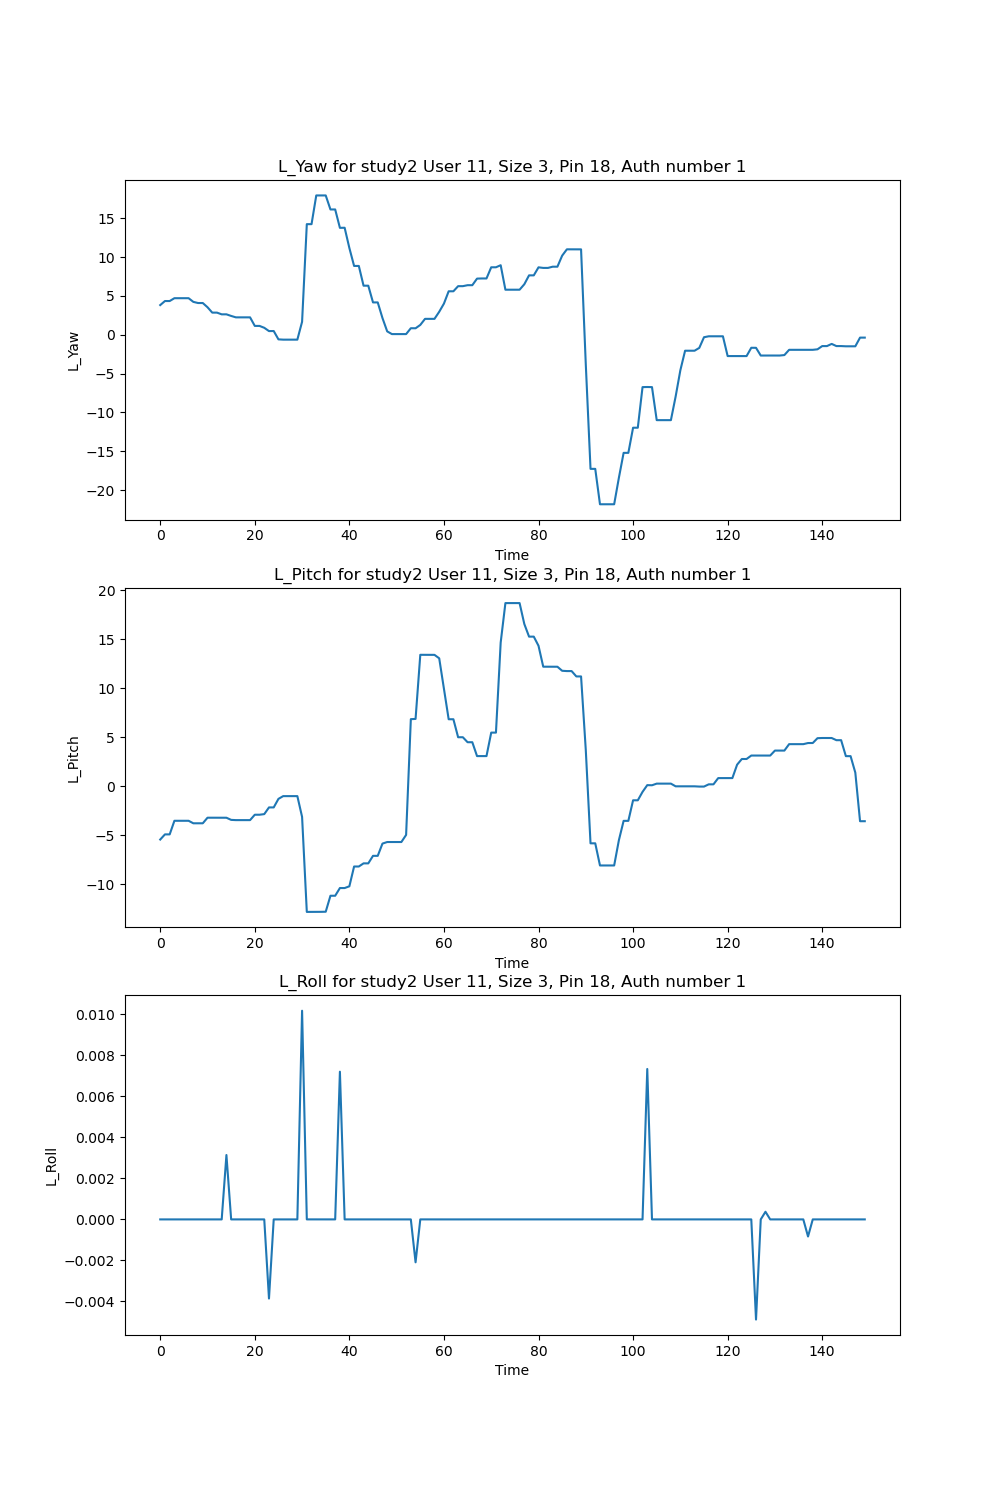 L_Yaw for study2 User 11, Size 3, Pin 18, Auth number 1
15
10
5
0
−5
−10
−15
−20
L_Yaw
0 20 40 60 80 100 120 140
Time
L_Pitch for study2 User 11, Size 3, Pin 18, Auth number 1
20
15
10
5
0
−5
−10
L_Pitch
0 20 40 60 80 100 120 140
Time
L_Roll for study2 User 11, Size 3, Pin 18, Auth number 1
0.010
0.008
0.006
0.004
0.002
0.000
−0.002
−0.004
L_Roll
0 20 40 60 80 100 120 140
Time